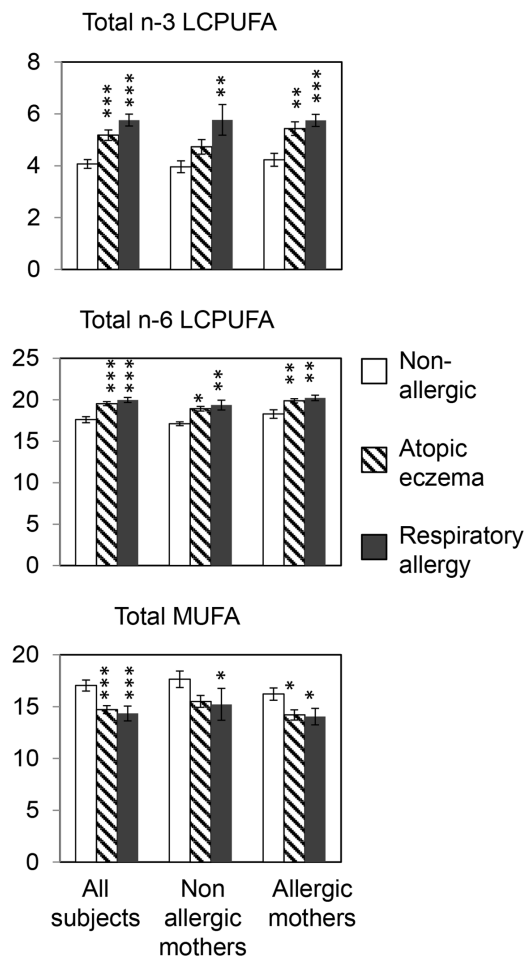 Total n-3 LCPUFA
8
6
4
2
0
***
***
**
**
***
Total n-6 LCPUFA
25
20
15
10
5
0
***
***
*
**
**
**
Non-
allergic
Atopic
eczema
Respiratory
allergy
Total MUFA
20
15
10
5
0
***
***
*
*
*
All
subjects
Non
allergic
mothers
Allergic
mothers